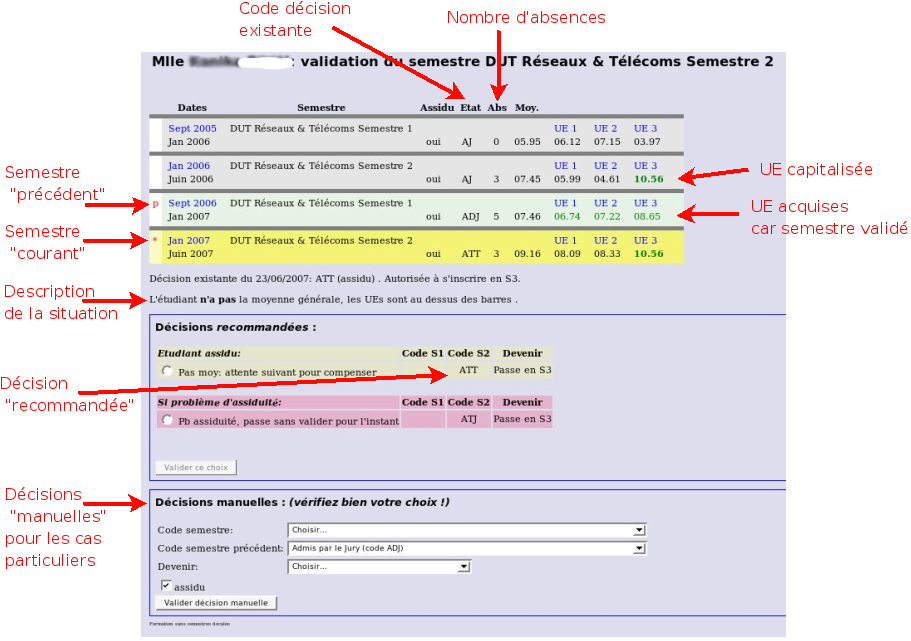 Code décision
existante
Nombre d'absences
Mlle : validation du semestre DUT Réseaux & Télécoms Semestre 2
Dates Semestre Assidu Etat Abs Moy.
Sept 2005 DUT Réseaux & Télécoms Semestre 1 UE 1 UE 2 UE 3
Jan 2006 oui AJ 0 05.95 06.12 07.15 03.97
Jan 2006 DUT Réseaux & Télécoms Semestre 2 UE 1 UE 2 UE 3
Juin 2006 oui AJ 3 07.45 05.99 04.61 10.56
p Sept 2006 DUT Réseaux & Télécoms Semestre 1 UE 1 UE 2 UE 3
Jan 2007 oui ADJ 5 07.46 06.74 07.22 08.65
* Jan 2007 DUT Réseaux & Télécoms Semestre 2 UE 1 UE 2 UE 3
Juin 2007 oui ATT 3 09.16 08.09 08.33 10.56
UE capitalisée
UE acquises
car semestre validé
Semestre
"précédent"
Semestre
"courant"
Description
de la situation
Décision existante du 23/06/2007: ATT (assidu) . Autorisée à s'inscrire en S3.
L'étudiant n'a pas la moyenne générale, les UEs sont au dessus des barres .
Décisions recommandées :
Etudiant assidu: Code S1 Code S2 Devenir
Pas moy: attente suivant pour compenser ATT Passe en S3
Décision
"recommandée"
Si problème d'assiduité: Code S1 Code S2 Devenir
Pb assiduité, passe sans valider pour l'instant ATJ Passe en S3
Valider ce choix
Décisions
"manuelles"
pour les cas
particuliers
Décisions manuelles : (vérifiez bien votre choix !)
Code semestre: Choisir...
Code semestre précédent: Admis par le Jury (code ADJ)
Devenir: Choisir...
assidu
Valider décision manuelle
Formation sans semestres décalés